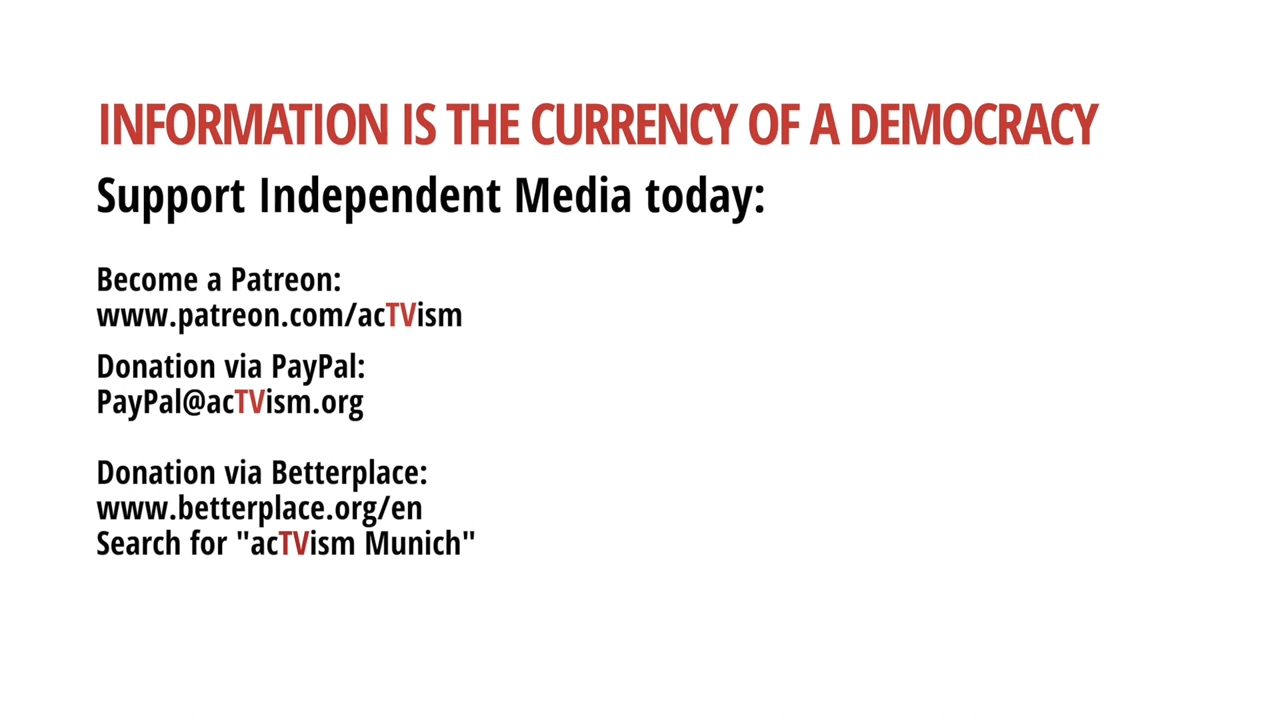 INFORMATION IS THE CURRENCY OF A DEMOCRACY
Support Independent Media today:
Become a Patreon:
www.patreon.com/acTVism
Donation via PayPal:
PayPal@acTVism.org
Donation via Betterplace:
www.betterplace.org/en
Search for "acTVism Munich"